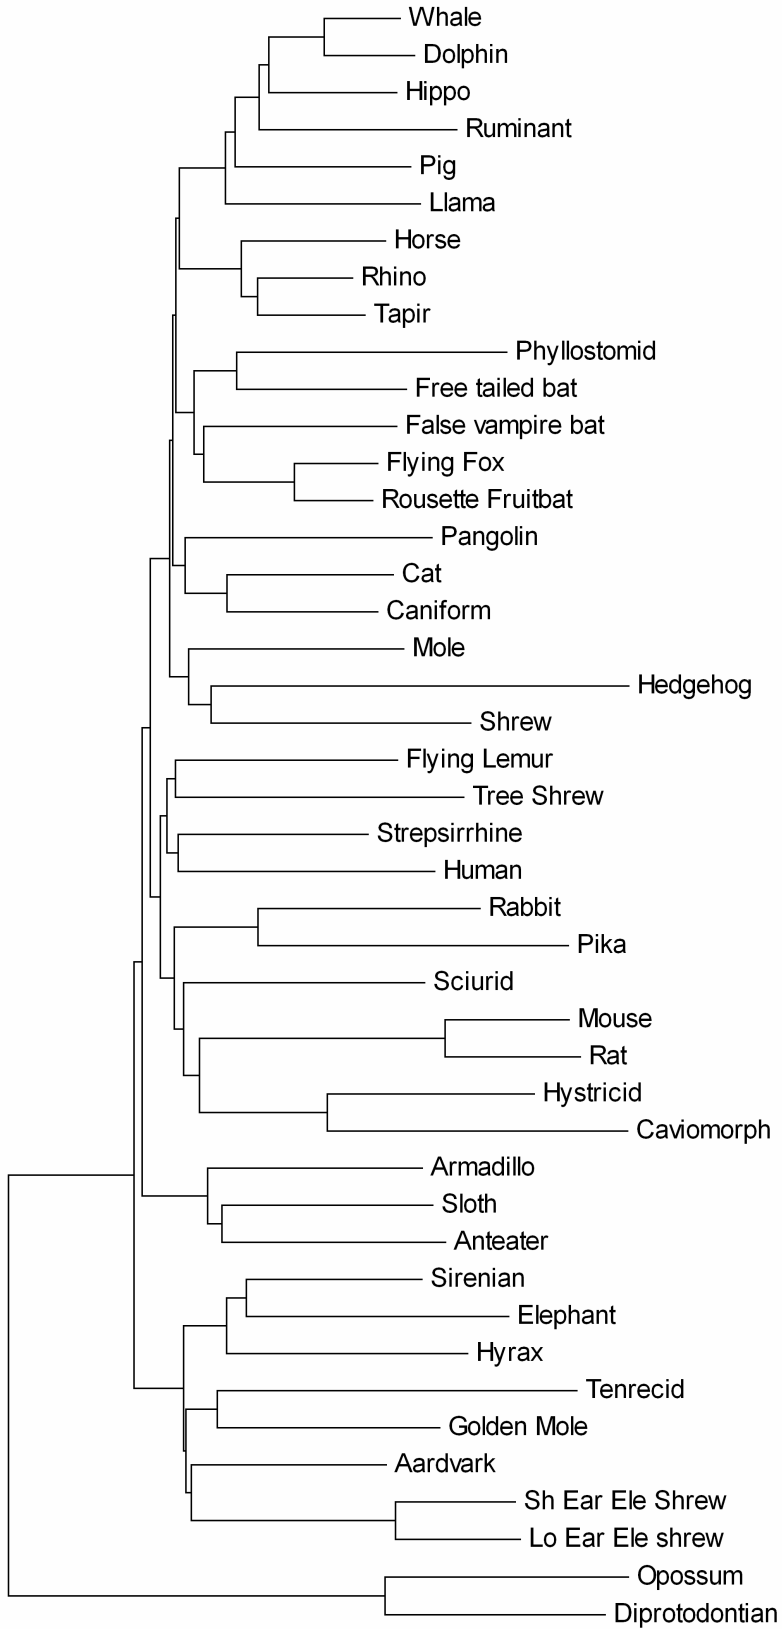 Whale
Dolphin
Hippo
Ruminant
Pig
Llama
Horse
Rhino
Tapir
Phyllostomid
Free tailed bat
False vampire bat
Flying Fox
Rousette Fruitbat
Pangolin
Cat
Caniform
Mole
Hedgehog
Shrew
Flying Lemur
Tree Shrew
Strepsirrhine
Human
Rabbit
Pika
Sciurid
Mouse
Rat
Hystricid
Caviomorph
Armadillo
Sloth
Anteater
Sirenian
Elephant
Hyrax
Tenrecid
Golden Mole
Aardvark
Sh Ear Ele Shrew
Lo Ear Ele shrew
Opossum
Diprotodontian